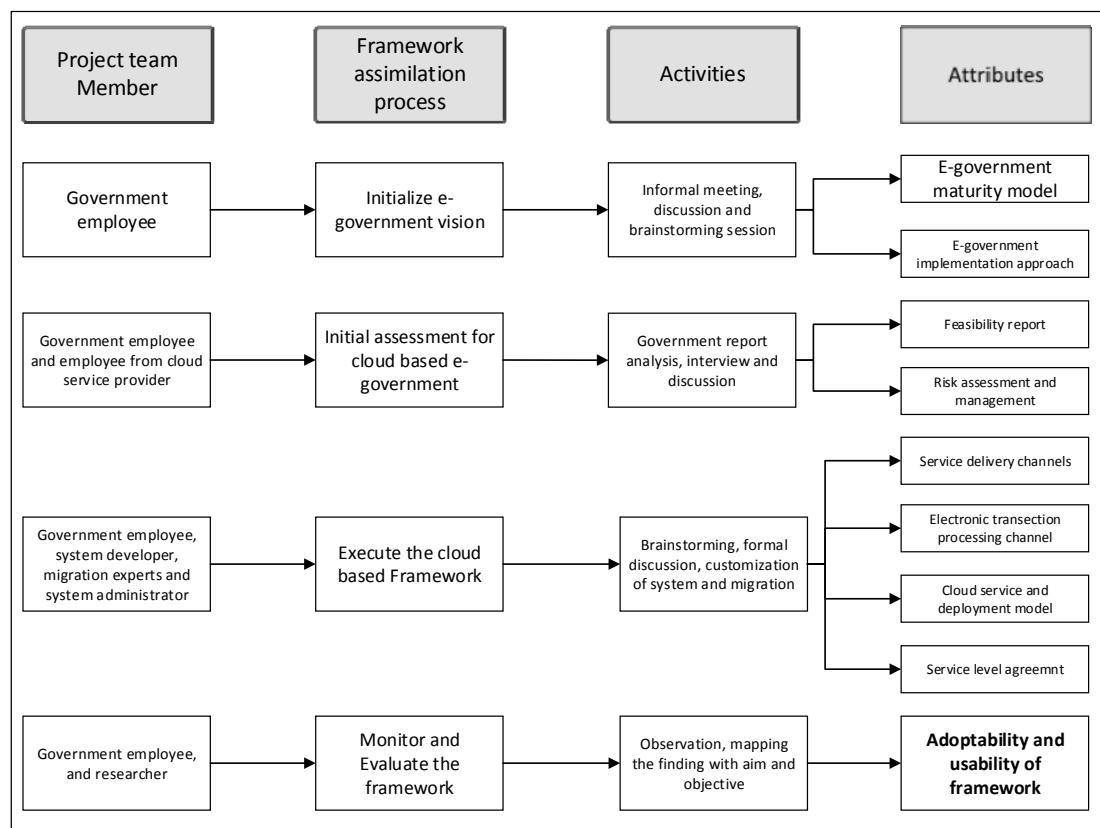 Project team
Member
Framework
assimilation
process
Activities
Attributes
Government
employee
Initialize e-
government vision
Informal meeting,
discussion and
brainstorming session
E-government
maturity model
E-government
implementation approach
Government employee
and employee from cloud
service provider
Initial assessment for
cloud based e-
government
Government report
analysis, interview and
discussion
Feasibility report
Risk assessment and
management
Government employee,
system developer,
migration experts and
system administrator
Execute the cloud
based Framework
Brainstorming, formal
discussion, customization
of system and migration
Service delivery channels
Electronic transection
processing channel
Cloud service and
deployment model
Service level agreemnt
Government employee,
and researcher
Monitor and
Evaluate the
framework
Observation, mapping
the finding with aim and
objective
Adoptability and
usability of
framework